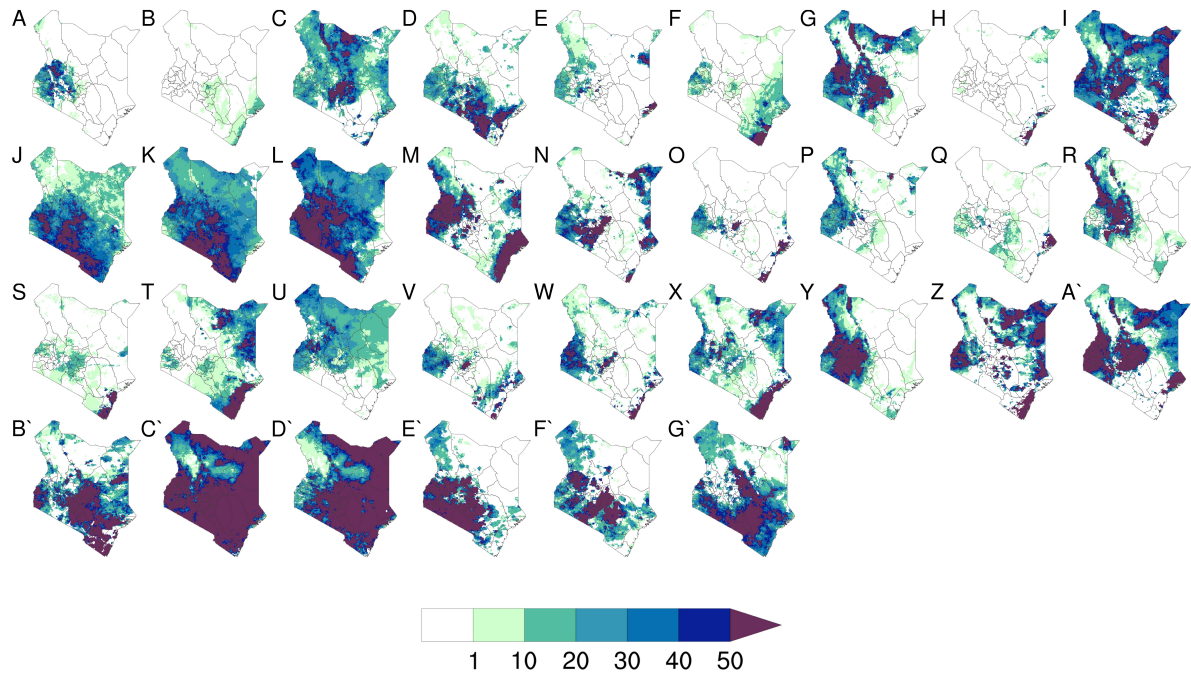 A B C D E F G H I
J K L M N O P Q R
S T U V W X Y Z A`
B` C` D` E` F` G`
1 10 20 30 40 50